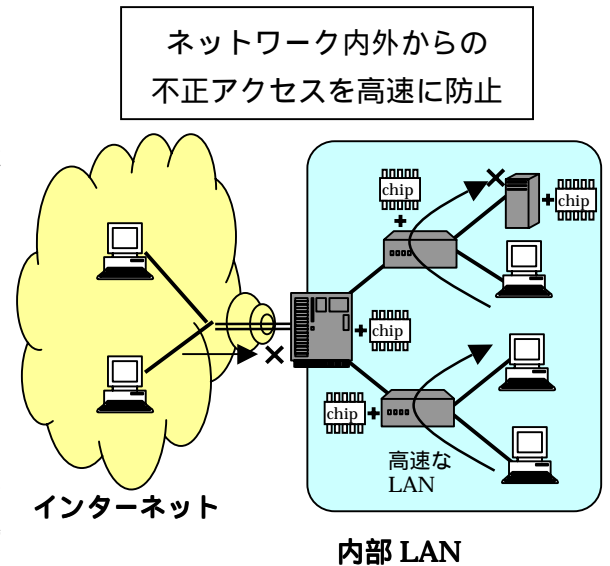 ネットワーク内外からの
不正アクセスを高速に防止
chip
chip
chip
chip
高速な
LAN
インターネット
内部 LAN